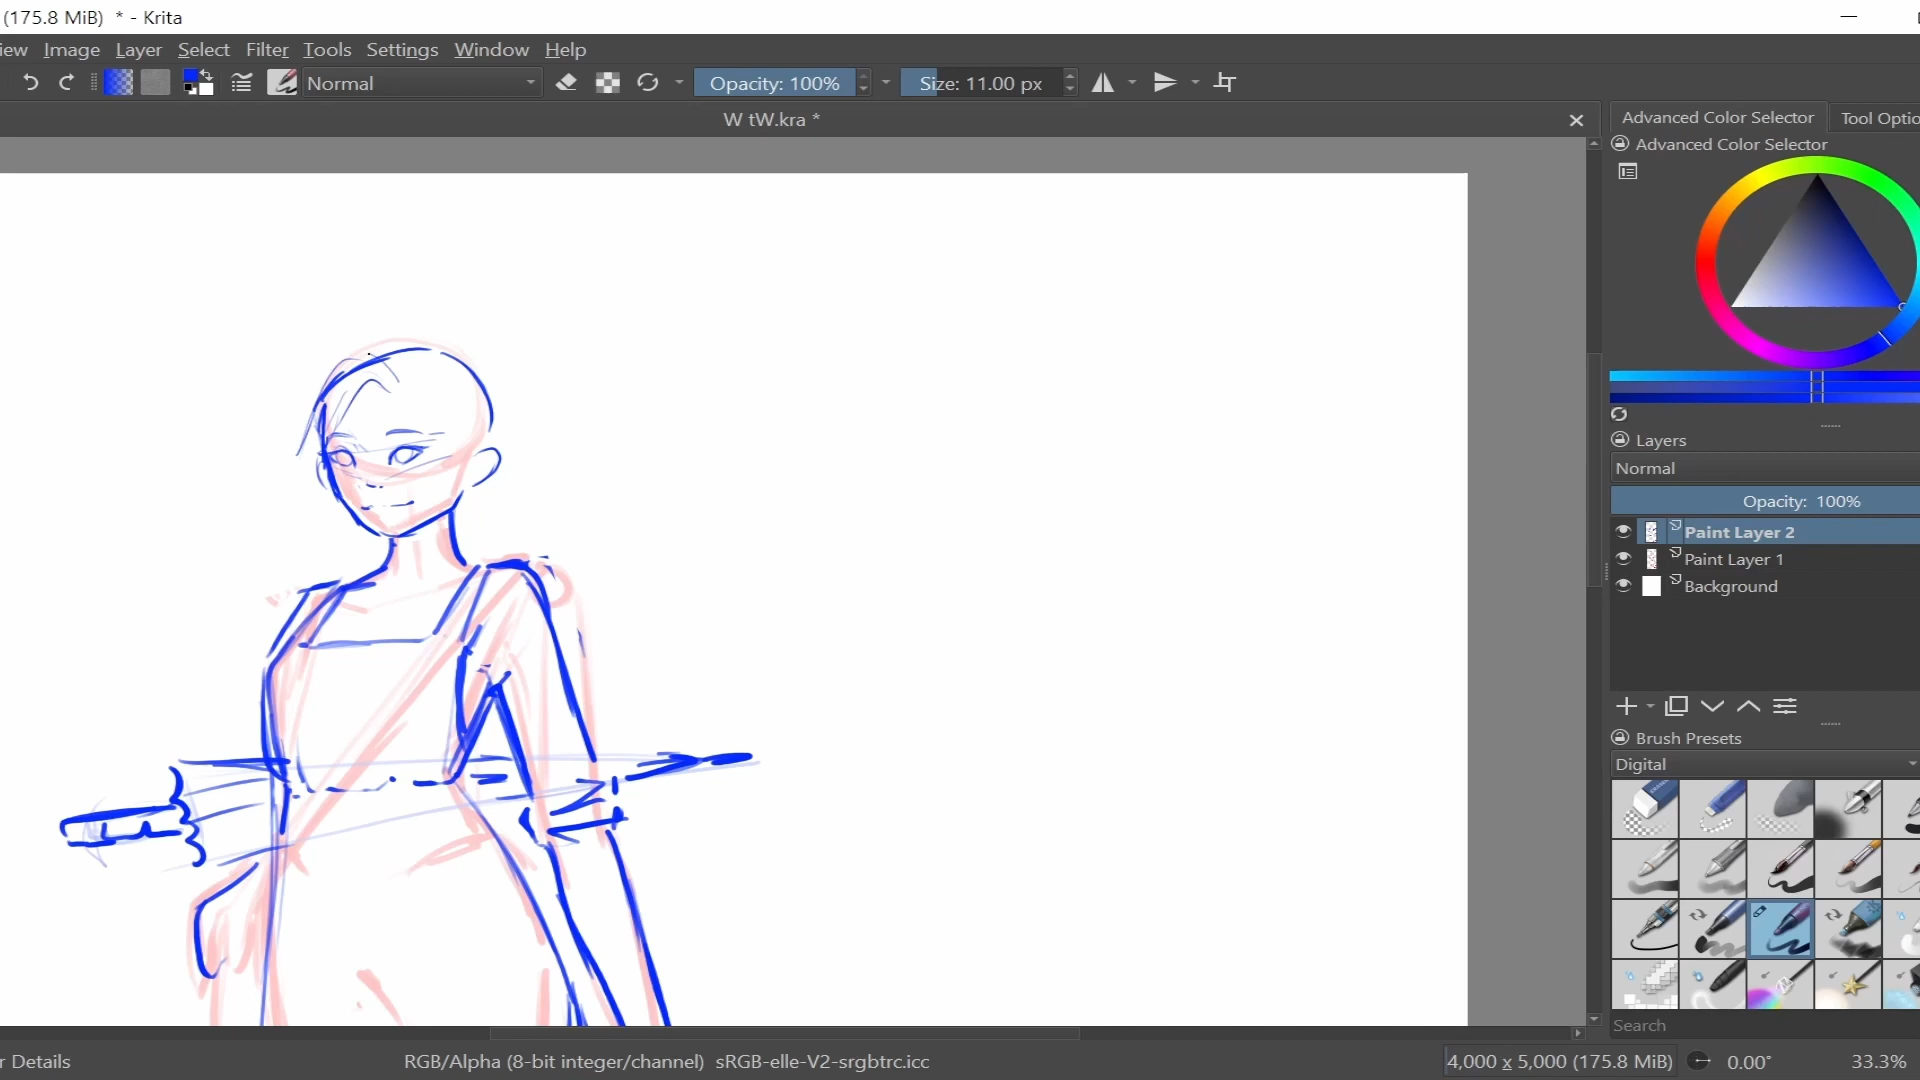 (175.8 MiB) * - Krita
iew Image Layer Select Filter Tools Settings Window Help
Normal Opacity: 100% Size: 11.00 px
W tW.kra *
Advanced Color Selector Tool Optio
Advanced Color Selector
Layers
Normal
Opacity: 100%
Paint Layer 2
Paint Layer 1
Background
Brush Presets
Digital
Search
r Details RGB/Alpha (8-bit integer/channel) sRGB-elle-V2-srgbtrc.icc 4,000 x 5,000 (175.8 MiB) 0.00° 33.3%